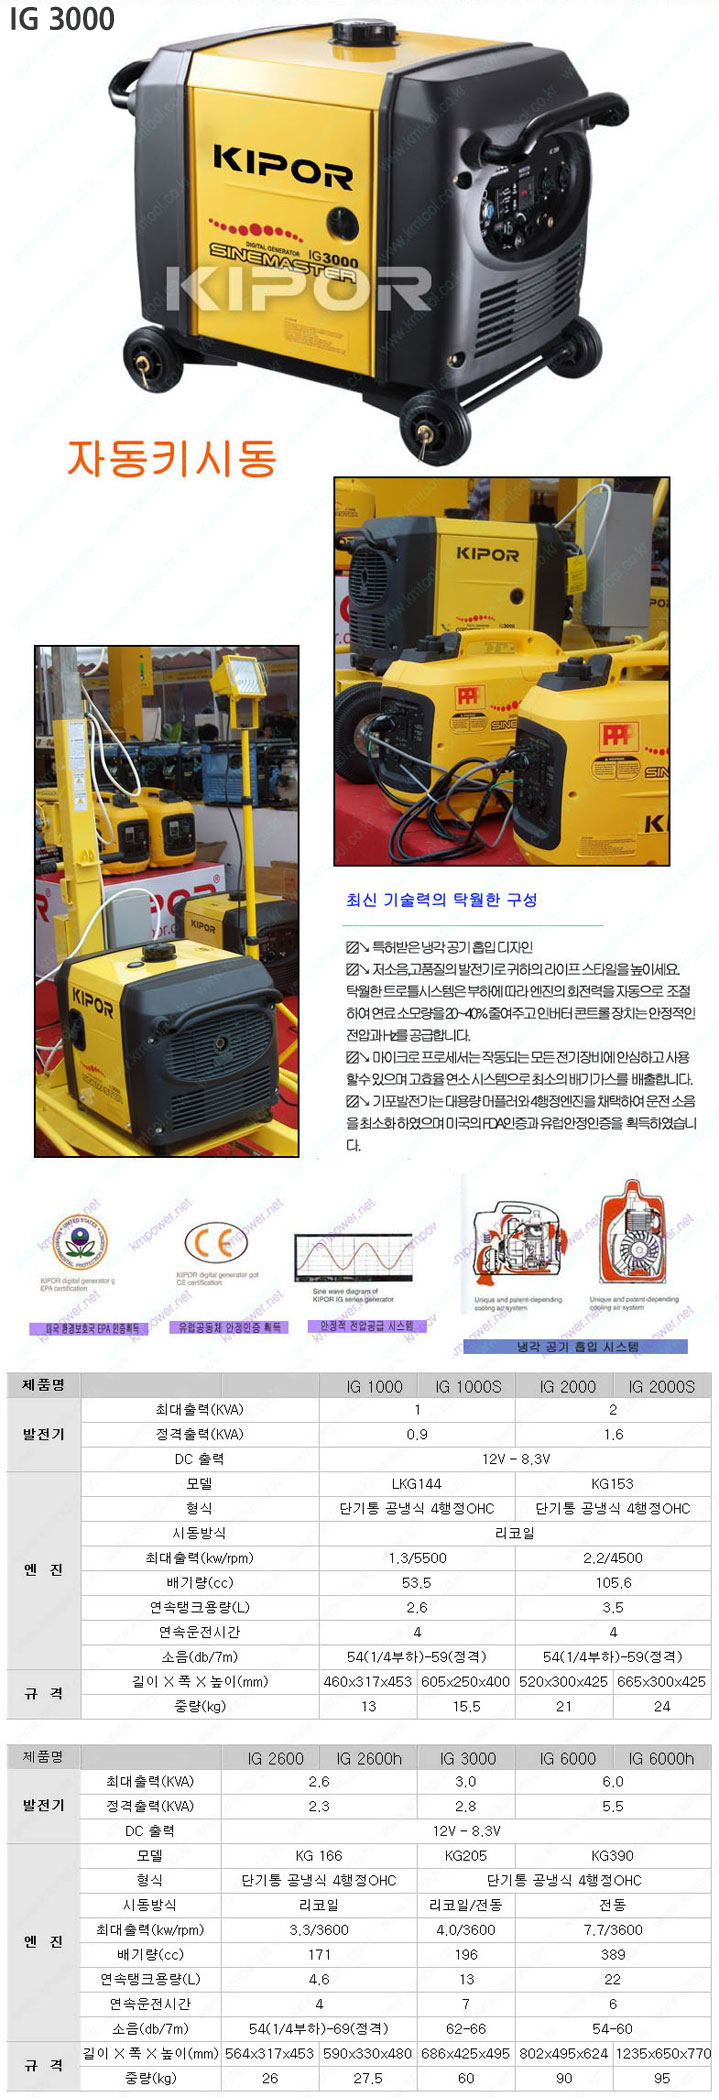 IG 3000
KIPOR
DIGITAL GENERATOR IG3000
SINEMASTER
KIPOR
자동키시동
KIPOR
KIPOR
KIPOR
최신 기술력의 탁월한 구성
특허받은 냉각 공기 흡입 디자인
저소음,고품질의 발전기로 귀하의 라이프 스타일을 높이세요.
탁월한 트로틀시스템은 부하에 따라 엔진의 회전력을 자동으로 조절
하여 연료 소모량을 20~40% 줄여주고 인버터 콘트롤 장치는 안정적인
전압과 Hz를 공급합니다.
마이크로 프로세서는 작동되는 모든 전기장비에 안심하고 사용
할수 있으며 고효율 연소 시스템으로 최소의 배기가스를 배출합니다.
기포발전기는 대용량 머플러와 4행정엔진을 채택하여 운전 소음
을 최소화 하였으며 미국의 FDA인증과 유럽안정인증을 획득하였습니
다.
KIPOR digital generator g
EPA certification
KIPOR digital generator got
CE certification
Sine wave diagram of
KIPOR IG series generator
Unique and patent-depending
cooling air system
Unique and patent-depending
cooling air system
미국 환경보호국 EPA 인증획득
유럽공동체 안정인증 획득
안정적 전압공급 시스템
냉각 공기 흡입 시스템
제품명 IG 1000 IG 1000S IG 2000 IG 2000S
발전기 최대출력(KVA) 1 2
정격출력(KVA) 0.9 1.6
DC 출력 12V - 8.3V
엔 진 모델 LKG144 KG153
형식 단기통 공냉식 4행정OHC 단기통 공냉식 4행정OHC
시동방식 리코일
최대출력(kw/rpm) 1.3/5500 2.2/4500
배기량(cc) 53.5 105.6
연속탱크용량(L) 2.6 3.5
연속운전시간 4 4
소음(db/7m) 54(1/4부하)-59(정격) 54(1/4부하)-59(정격)
규 격 길이 X 폭 X 높이(mm) 460x317x453 605x250x400 520x300x425 665x300x425
중량(kg) 13 15.5 21 24
제품명 IG 2600 IG 2600h IG 3000 IG 6000 IG 6000h
발전기 최대출력(KVA) 2.6 3.0 6.0
정격출력(KVA) 2.3 2.8 5.5
DC 출력 12V - 8.3V
엔 진 모델 KG 166 KG205 KG390
형식 단기통 공냉식 4행정OHC 단기통 공냉식 4행정OHC
시동방식 리코일 리코일/전동 전동
최대출력(kw/rpm) 3.3/3600 4.0/3600 7.7/3600
배기량(cc) 171 196 389
연속탱크용량(L) 4.6 13 22
연속운전시간 4 7 6
소음(db/7m) 54(1/4부하)-69(정격) 62-66 54-60
규 격 길이 X 폭 X 높이(mm) 564x317x453 590x330x480 686x425x495 802x495x624 1235x650x770
중량(kg) 26 27.5 60 90 95